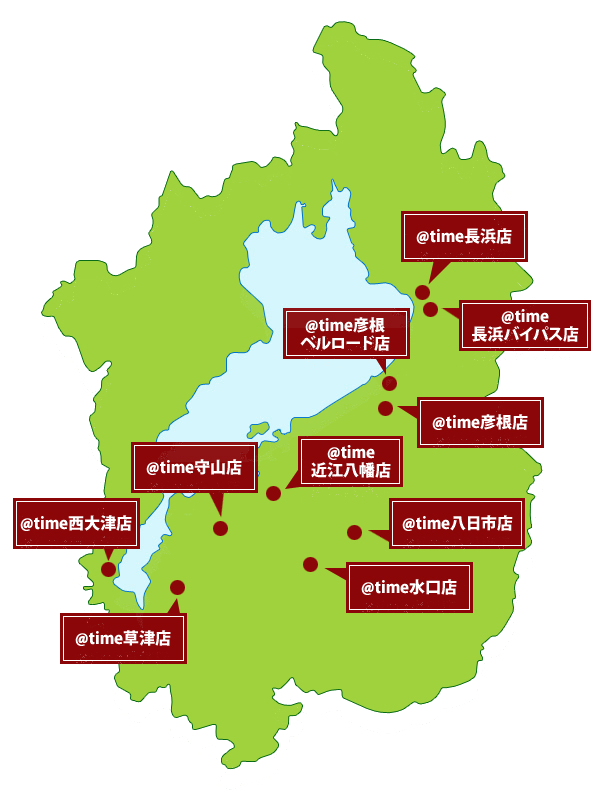 @time長浜店
@time
長浜バイパス店
@time彦根
ベルロード店
@time彦根店
@time守山店
@time
近江八幡店
@time西大津店
@time八日市店
@time水口店
@time草津店